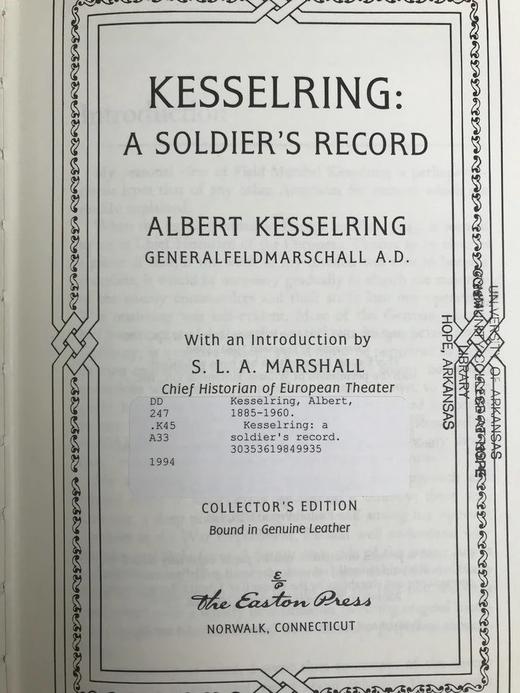 KESSELRING:
A SOLDIER'S RECORD
ALBERT KESSELRING
GENERALFELDMARSCHALL A.D.
With an Introduction by
S. L. A. MARSHALL
Chief Historian of European Theater
DD Kesselring, Albert,
247 1885-1960.
.K45 Kesselring: a
A33 soldier's record.
30353619849935
1994
COLLECTOR'S EDITION
Bound in Genuine Leather
E/P
The Easton Press
NORWALK, CONNECTICUT
UNIVERSITY OF ARKANSAS
LIBRARY
HOPE, ARKANSAS